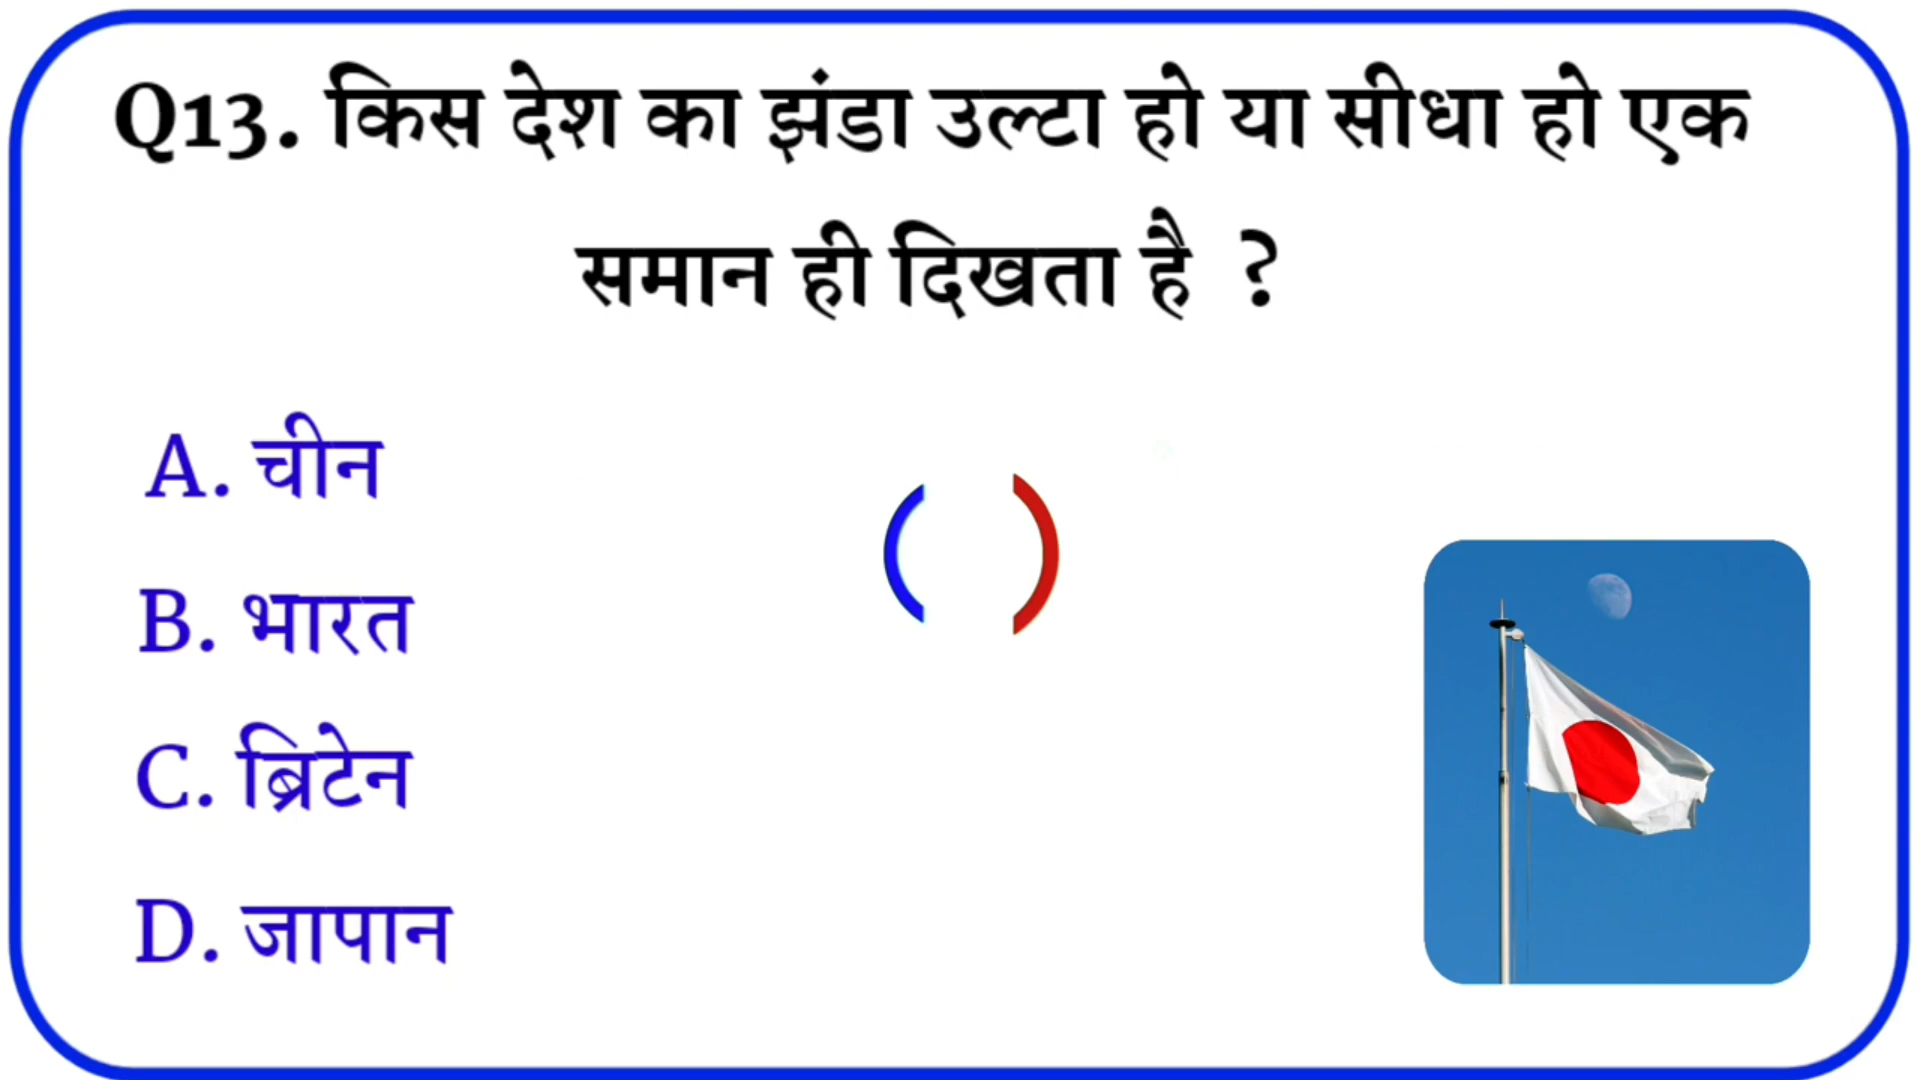 Q13. किस देश का झंडा उल्टा हो या सीधा हो एक
समान ही दिखता है ?
A. चीन
B. भारत
C. ब्रिटेन
D. जापान